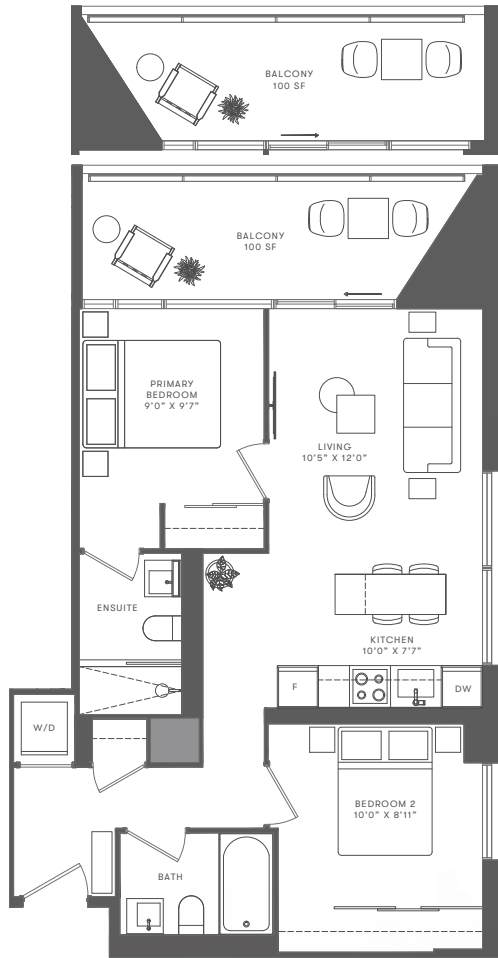 BALCONY
100 SF
BALCONY
100 SF
PRIMARY
BEDROOM
9'0" X 9'7"
LIVING
10'5" X 12'0"
ENSUITE
KITCHEN
10'0" X 7'7"
F
DW
W/D
BEDROOM 2
10'0" X 8'11"
BATH